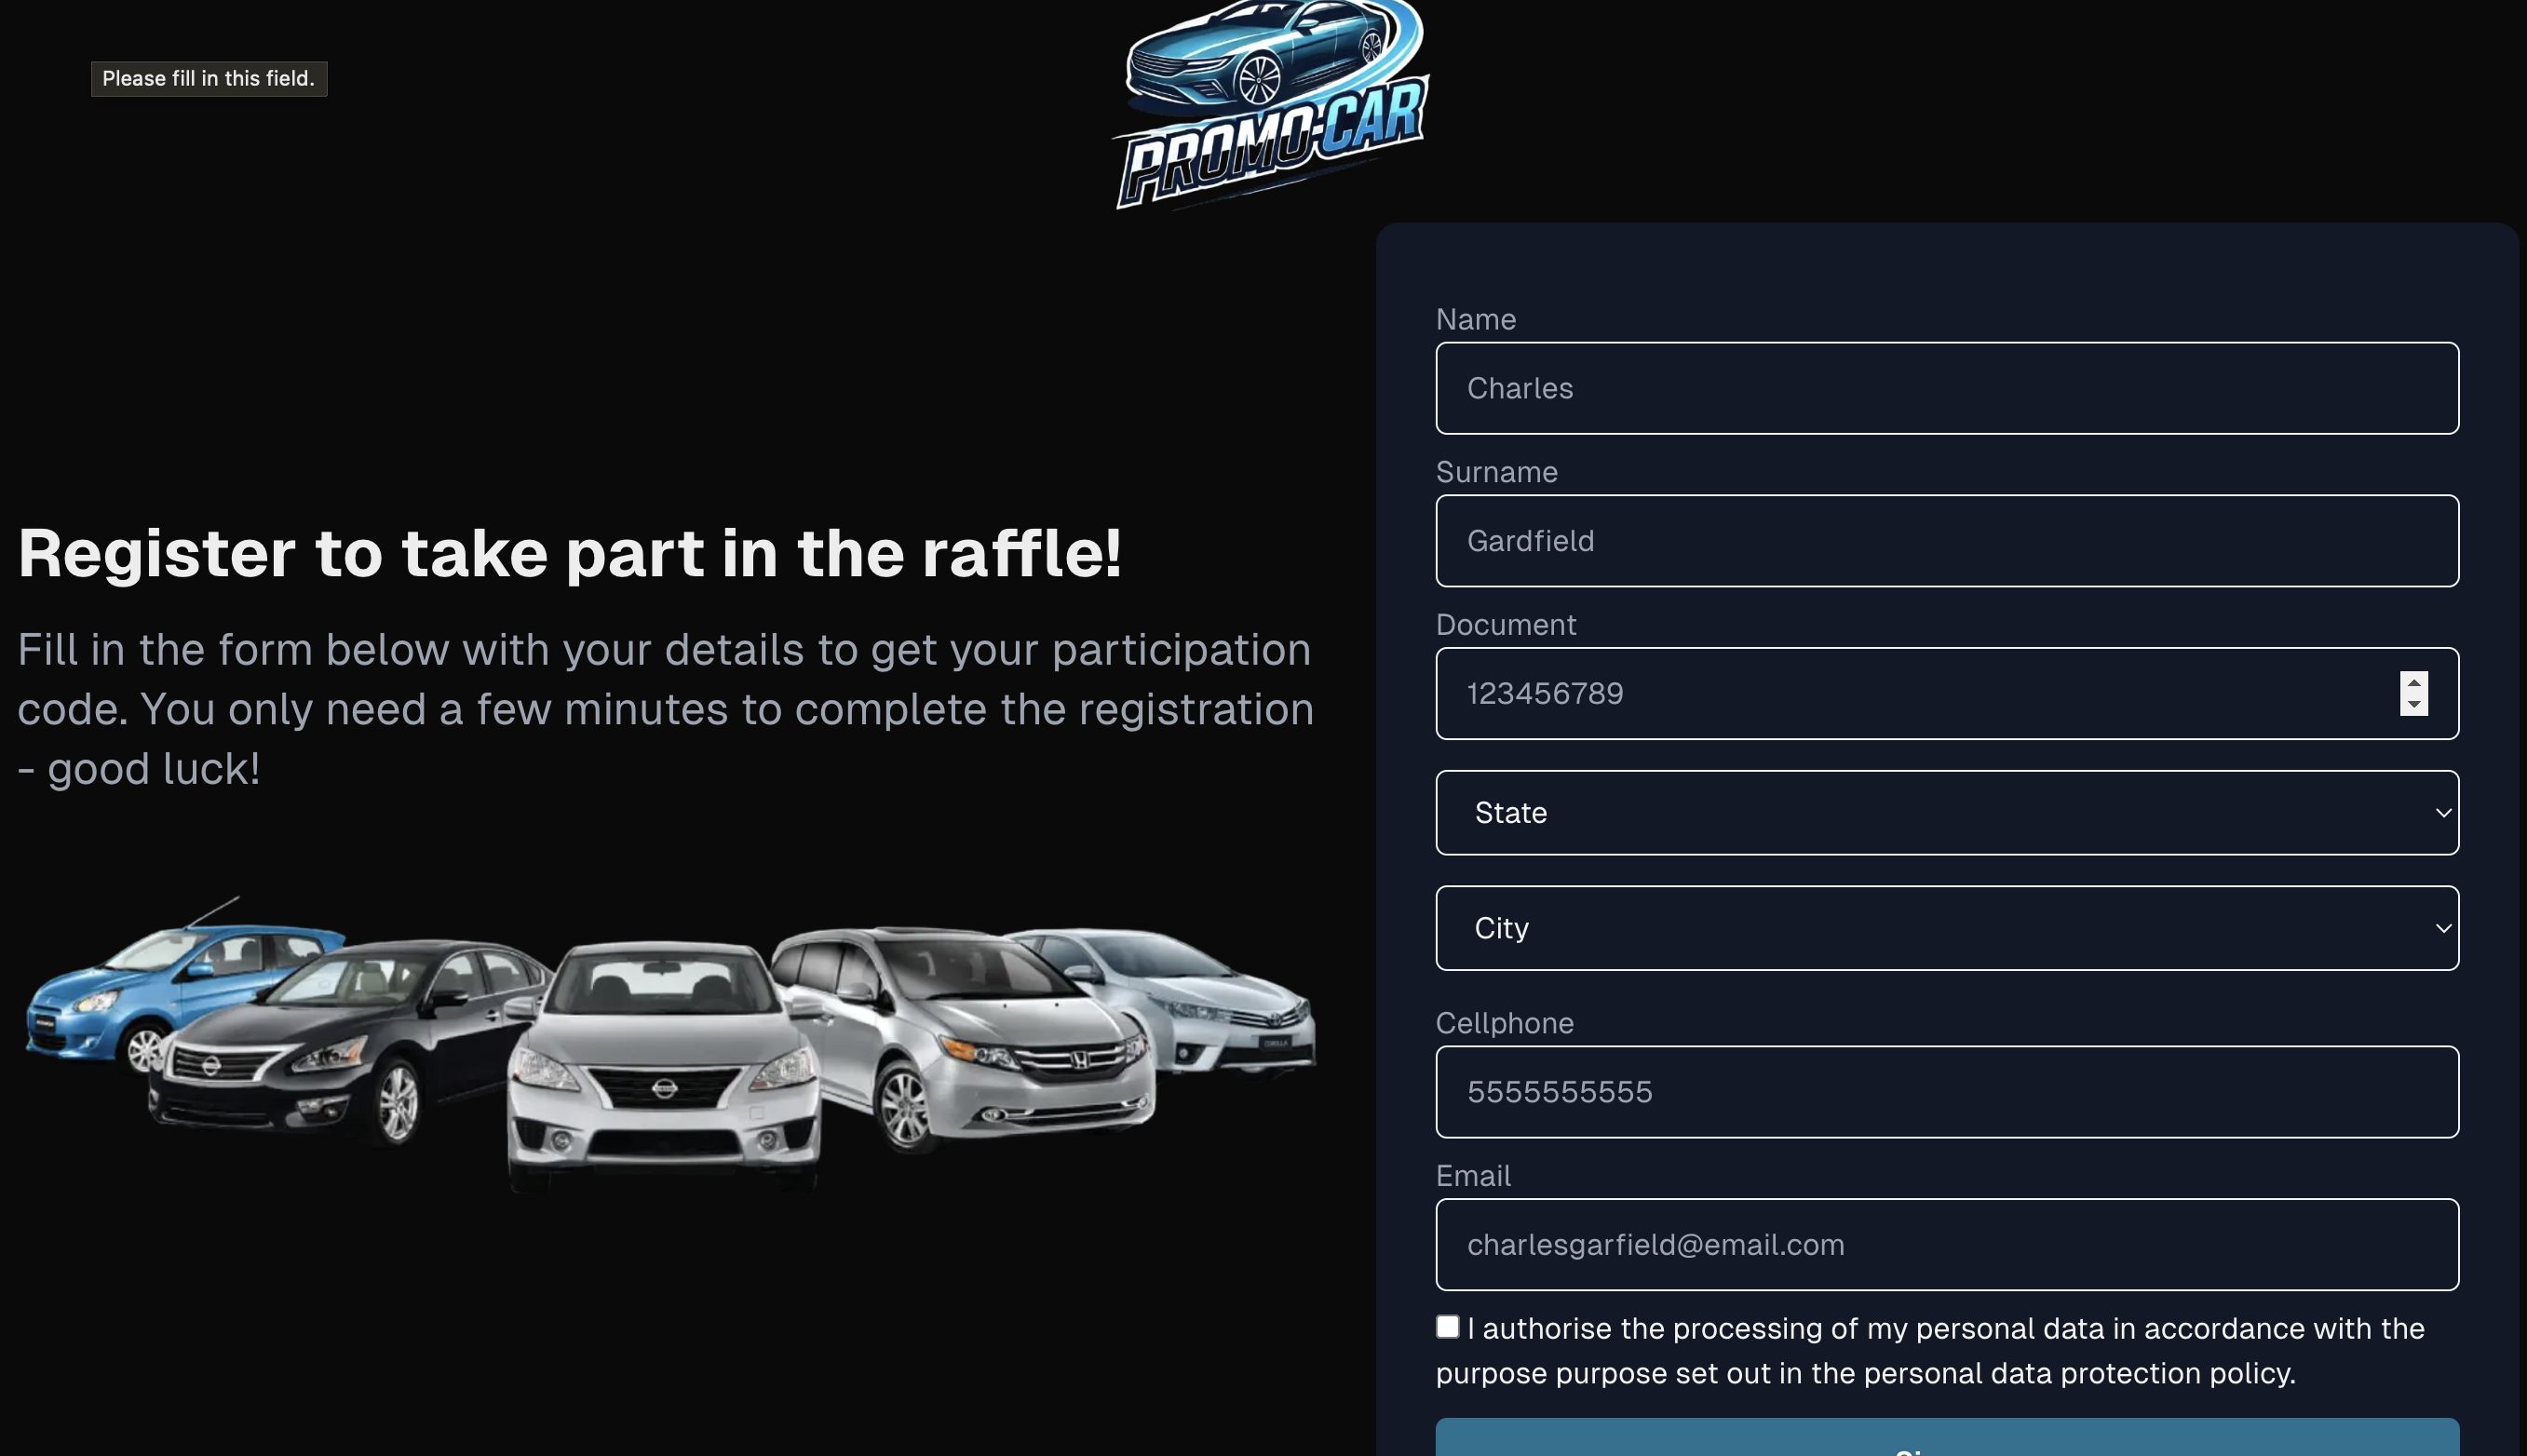 Please fill in this field.
PROMO-CAR
Register to take part in the raffle!
Fill in the form below with your details to get your participation
code. You only need a few minutes to complete the registration
- good luck!
COROLLA
Name
Charles
Surname
Gardfield
Document
123456789
State
City
Cellphone
5555555555
Email
charlesgarfield@email.com
I authorise the processing of my personal data in accordance with the
purpose purpose set out in the personal data protection policy.